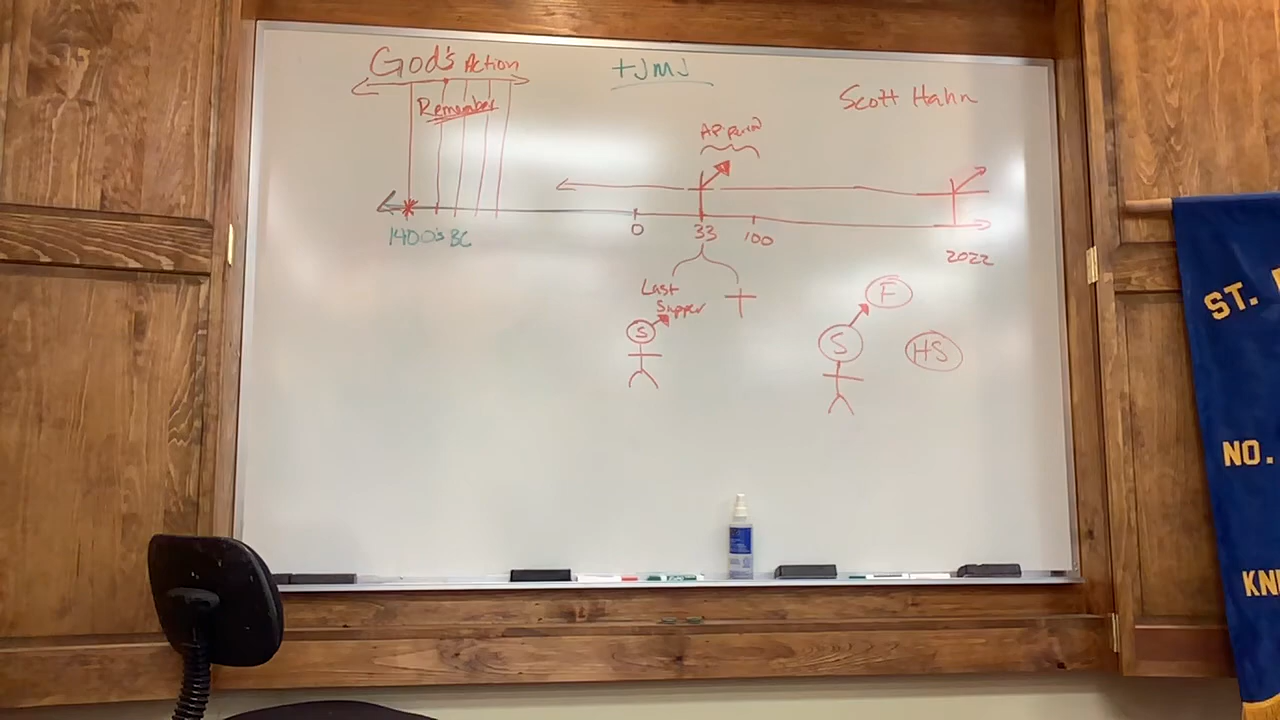 God's Action
+JMJ
Scott Hahn
Remember
AP. period
1400's BC
0
33
100
2022
Last
Supper
S
S
F
HS
ST.
NO.
KN